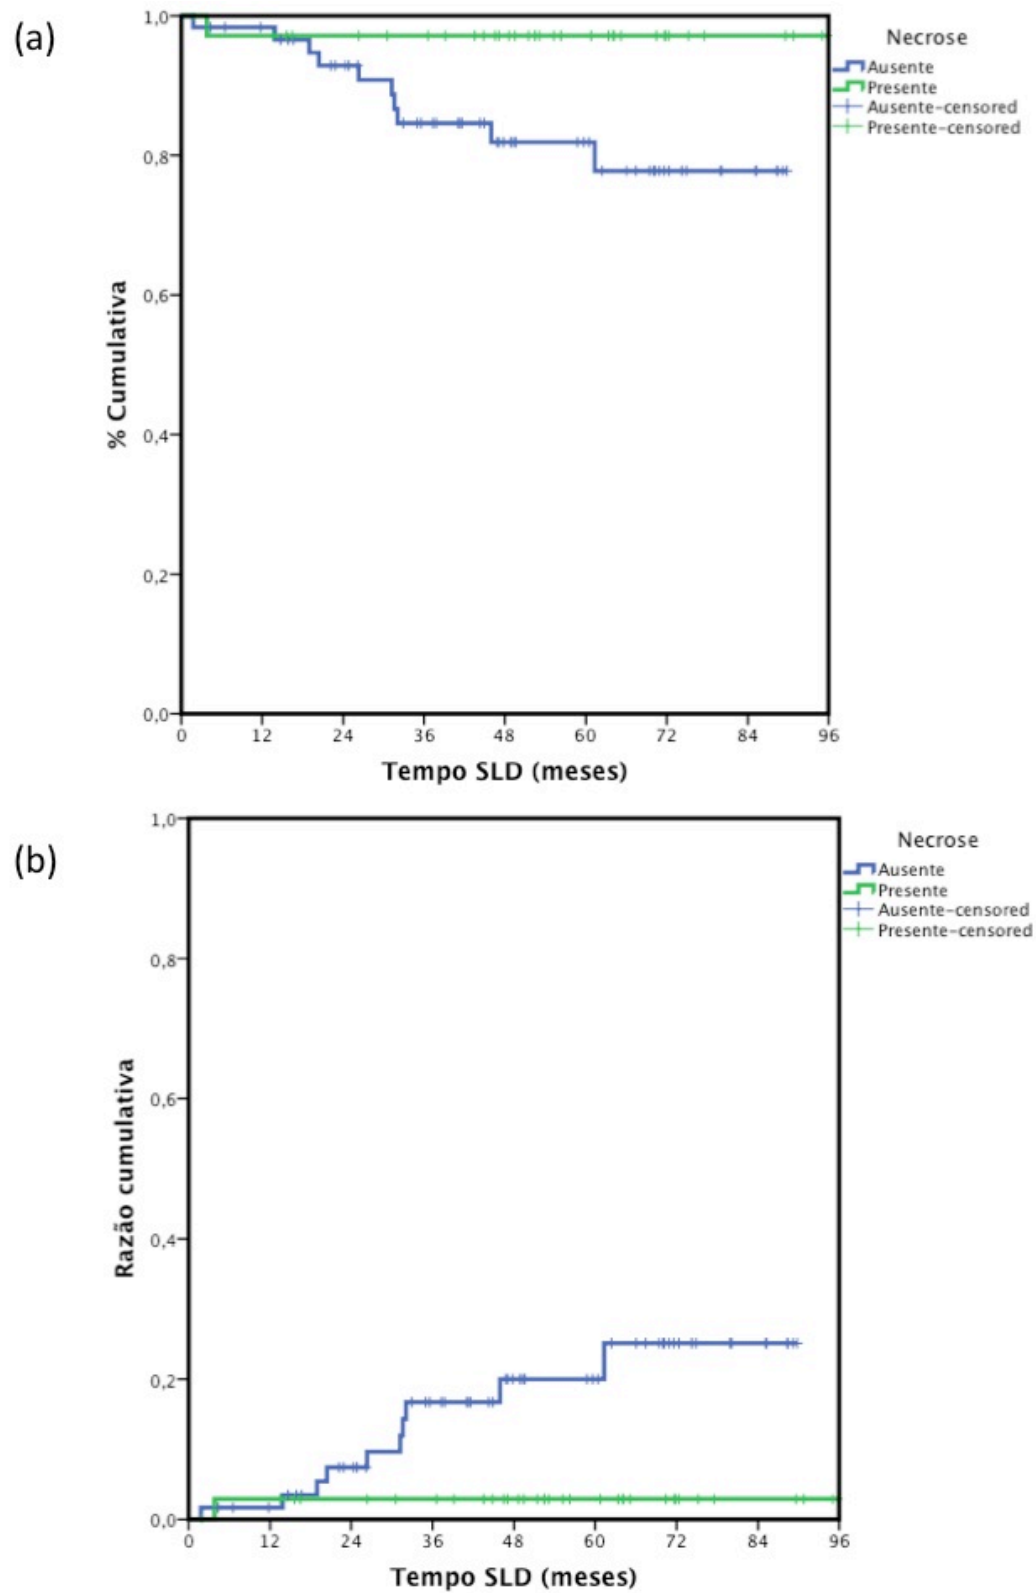 (a)
1,0
0,8
0,6
0,4
0,2
0,0
% Cumulativa
0 12 24 36 48 60 72 84 96
Tempo SLD (meses)
Necrose
Ausente
Presente
Ausente-censored
Presente-censored
(b)
1,0
0,8
0,6
0,4
0,2
0,0
Razão cumulativa
0 12 24 36 48 60 72 84 96
Tempo SLD (meses)
Necrose
Ausente
Presente
Ausente-censored
Presente-censored